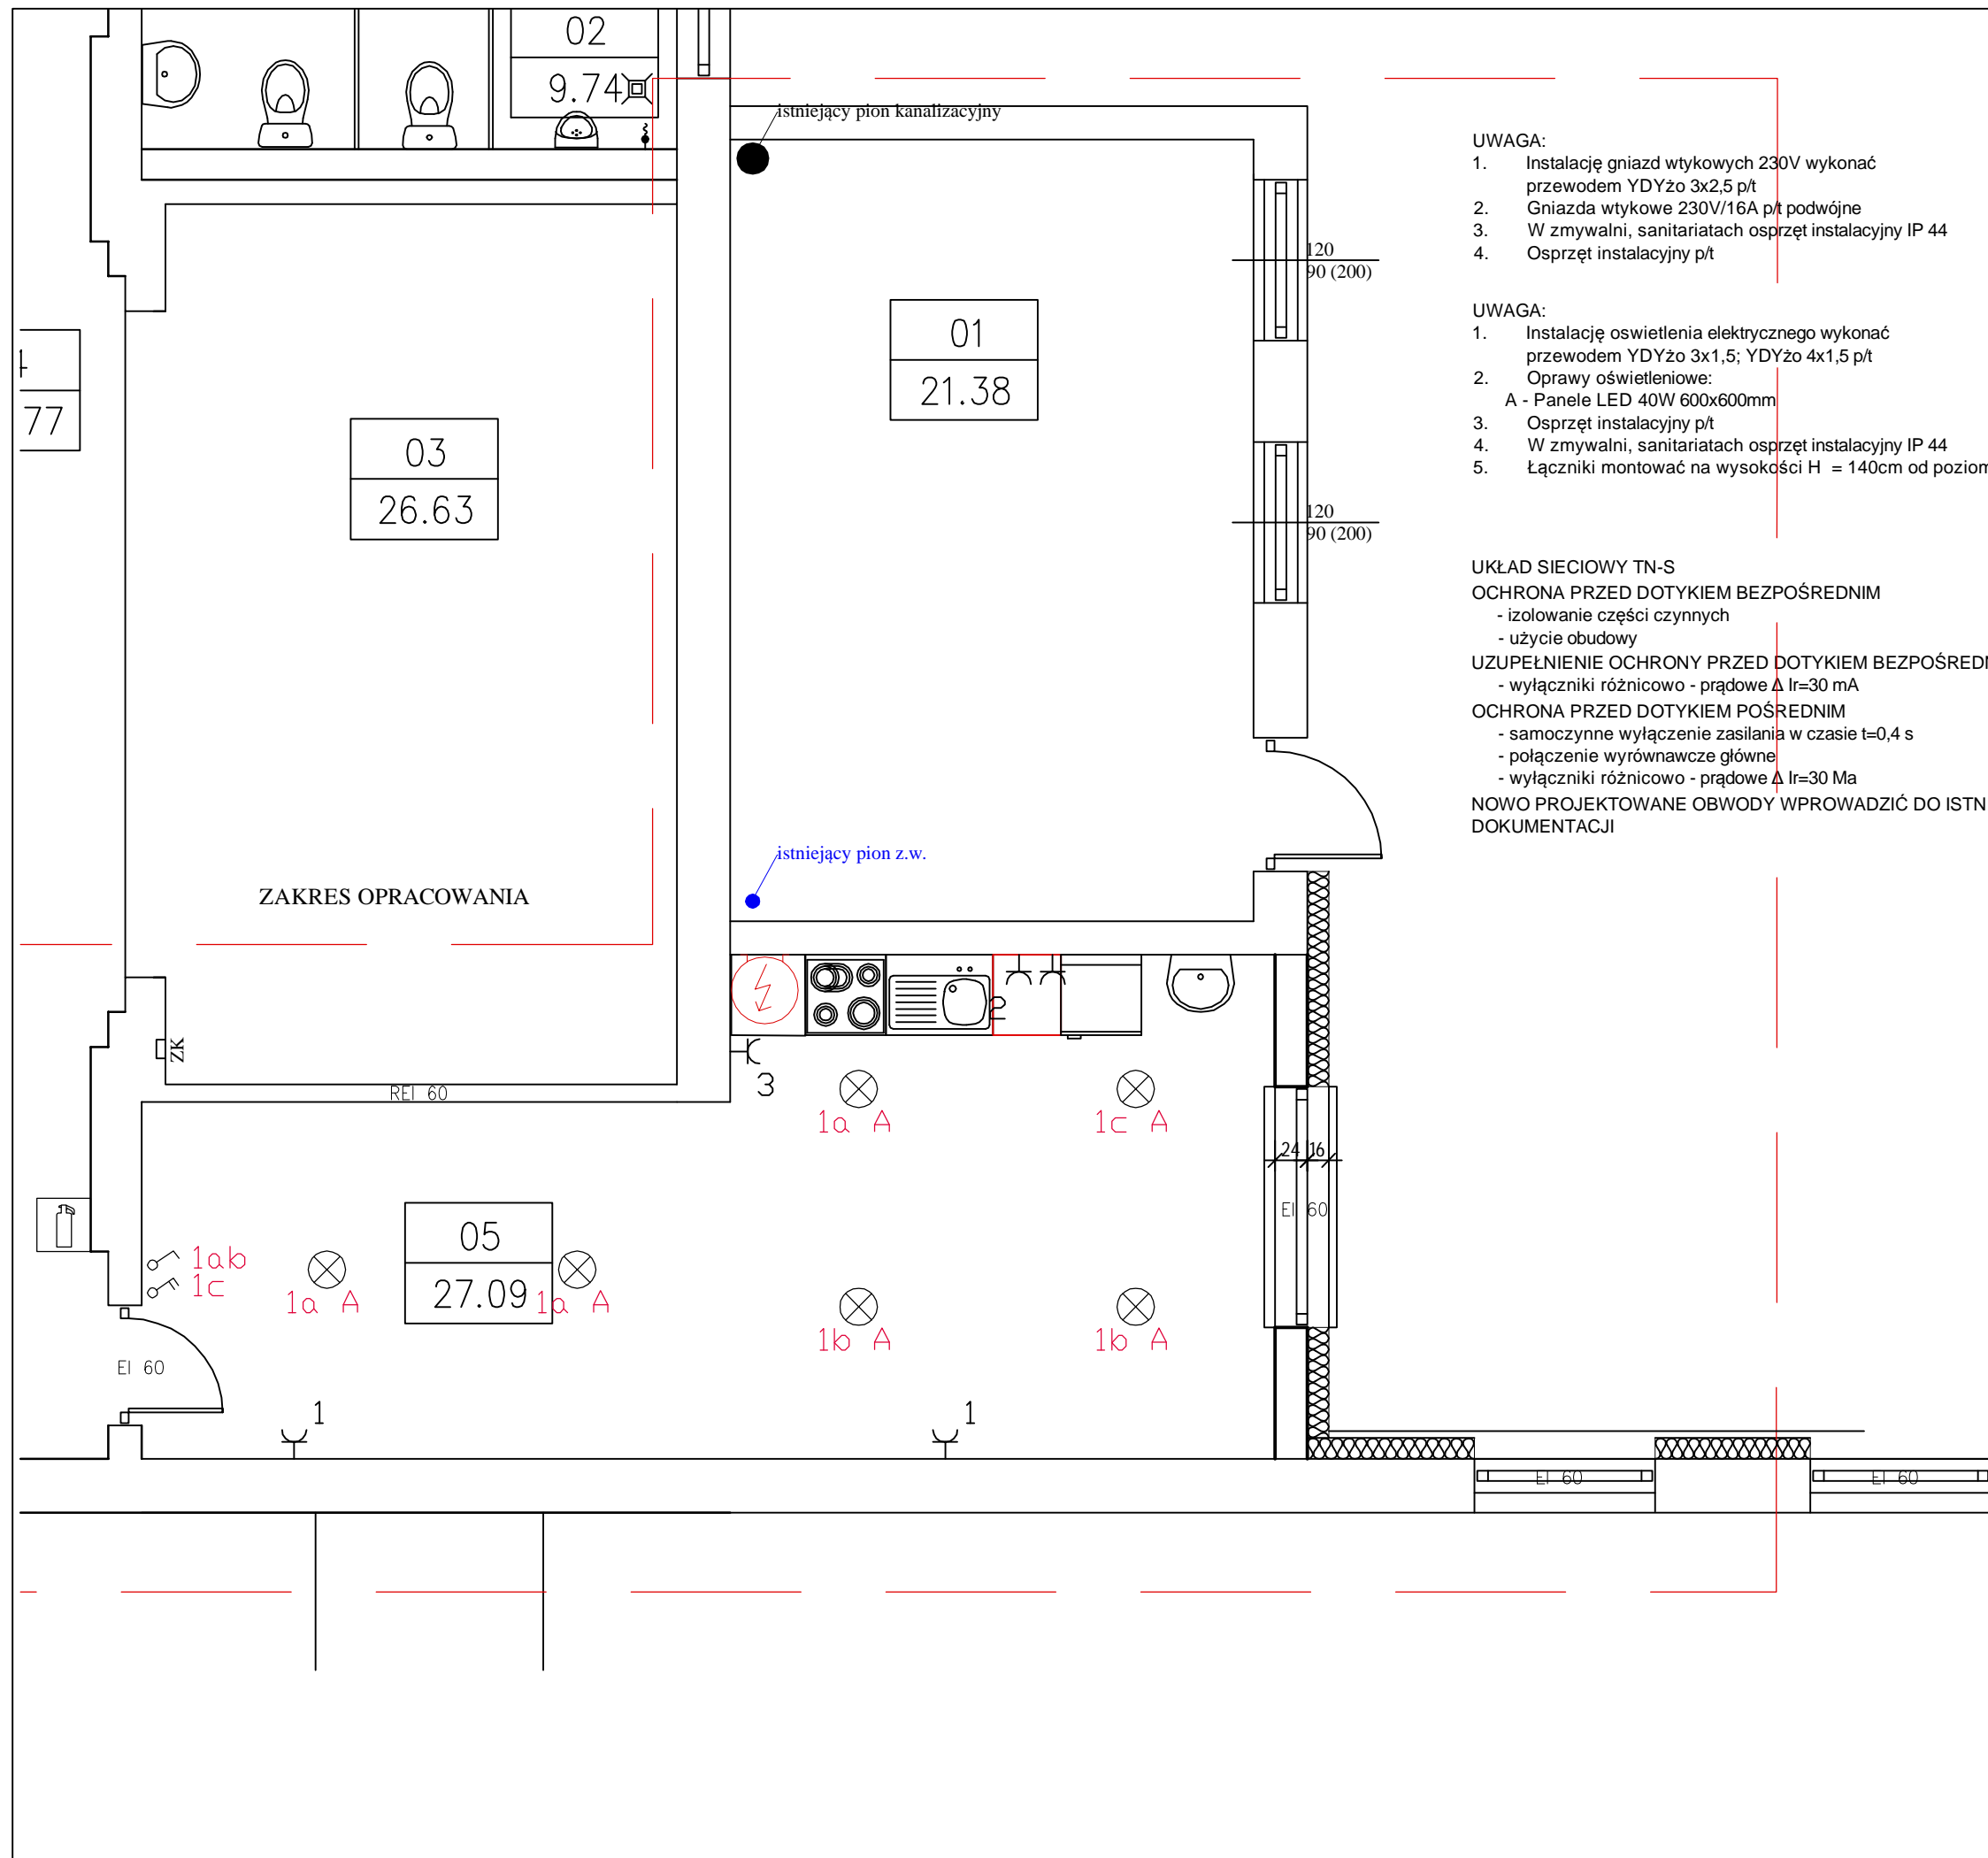 02
9.74
istniejący pion kanalizacyjny
UWAGA:
1. Instalację gniazd wtykowych 230V wykonać
przewodem YDYżo 3x2,5 p/t
2. Gniazda wtykowe 230V/16A p/t podwójne
3. W zmywalni, sanitariatach osprzęt instalacyjny IP 44
4. Osprzęt instalacyjny p/t
120
90 (200)
UWAGA:
1. Instalację oswietlenia elektrycznego wykonać
przewodem YDYżo 3x1,5; YDYżo 4x1,5 p/t
2. Oprawy oświetleniowe:
A - Panele LED 40W 600x600mm
3. Osprzęt instalacyjny p/t
4. W zmywalni, sanitariatach osprzęt instalacyjny IP 44
5. Łączniki montować na wysokości H = 140cm od poziom
01
21.38
77
03
26.63
120
90 (200)
UKŁAD SIECIOWY TN-S
OCHRONA PRZED DOTYKIEM BEZPOŚREDNIM
- izolowanie części czynnych
- użycie obudowy
UZUPEŁNIENIE OCHRONY PRZED DOTYKIEM BEZPOŚREDN
- wyłączniki różnicowo - prądowe Δ Ir=30 mA
OCHRONA PRZED DOTYKIEM POŚREDNIM
- samoczynne wyłączenie zasilania w czasie t=0,4 s
- połączenie wyrównawcze główne
- wyłączniki różnicowo - prądowe Δ Ir=30 Ma
NOWO PROJEKTOWANE OBWODY WPROWADZIĆ DO ISTN
DOKUMENTACJI
istniejący pion z.w.
ZAKRES OPRACOWANIA
ZK
REI 60
3
1a A
1c A
24 16
EI 60
05
27.09
1ab
1c
1a A
1a A
1b A
1b A
EI 60
1
1
EI 60
EI 60